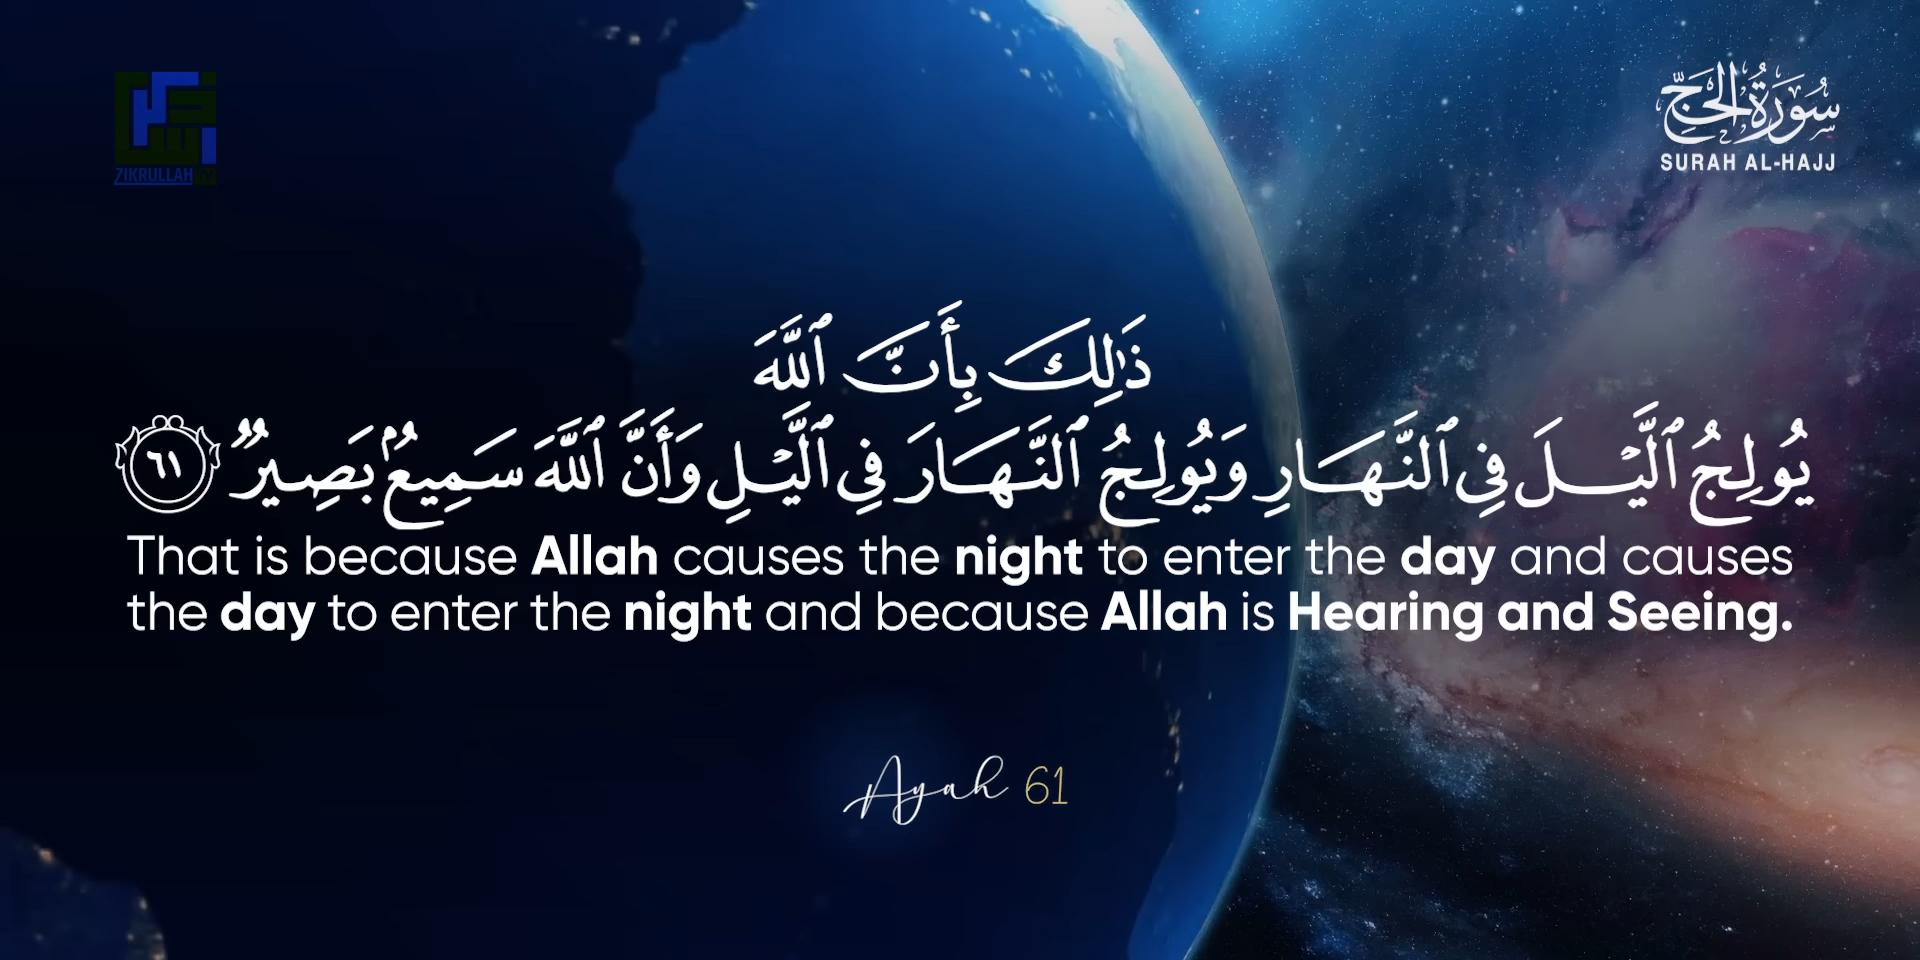 ZIKRULLAH TV
سُورَةُ الحَجِّ
SURAH AL-HAJJ
ذَٰلِكَ بِأَنَّ ٱللَّهَ
يُولِجُ ٱلَّيْلَ فِى ٱلنَّهَارِ وَيُولِجُ ٱلنَّهَارَ فِى ٱلَّيْلِ وَأَنَّ ٱللَّهَ سَمِيعٌۢ بَصِيرٌ ٦١
That is because Allah causes the night to enter the day and causes
the day to enter the night and because Allah is Hearing and Seeing.
Ayah 61